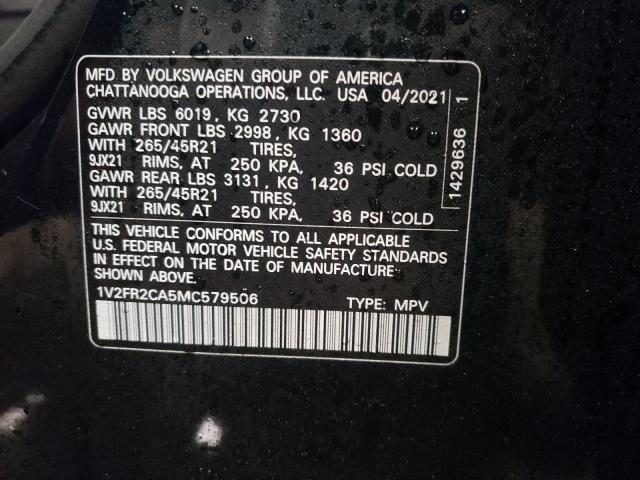 MFD BY VOLKSWAGEN GROUP OF AMERICA
CHATTANOOGA OPERATIONS, LLC. USA 04/2021
GVWR LBS 6019, KG 2730
GAWR FRONT LBS 2998, KG 1360
WITH 265/45R21 TIRES,
9JX21 RIMS, AT 250 KPA, 36 PSI COLD
GAWR REAR LBS 3131, KG 1420
WITH 265/45R21 TIRES,
9JX21 RIMS, AT 250 KPA, 36 PSI COLD
THIS VEHICLE CONFORMS TO ALL APPLICABLE
U.S. FEDERAL MOTOR VEHICLE SAFETY STANDARDS
IN EFFECT ON THE DATE OF MANUFACTURE
SHOWN ABOVE.
1V2FR2CA5MC579506 TYPE: MPV
1429636 1